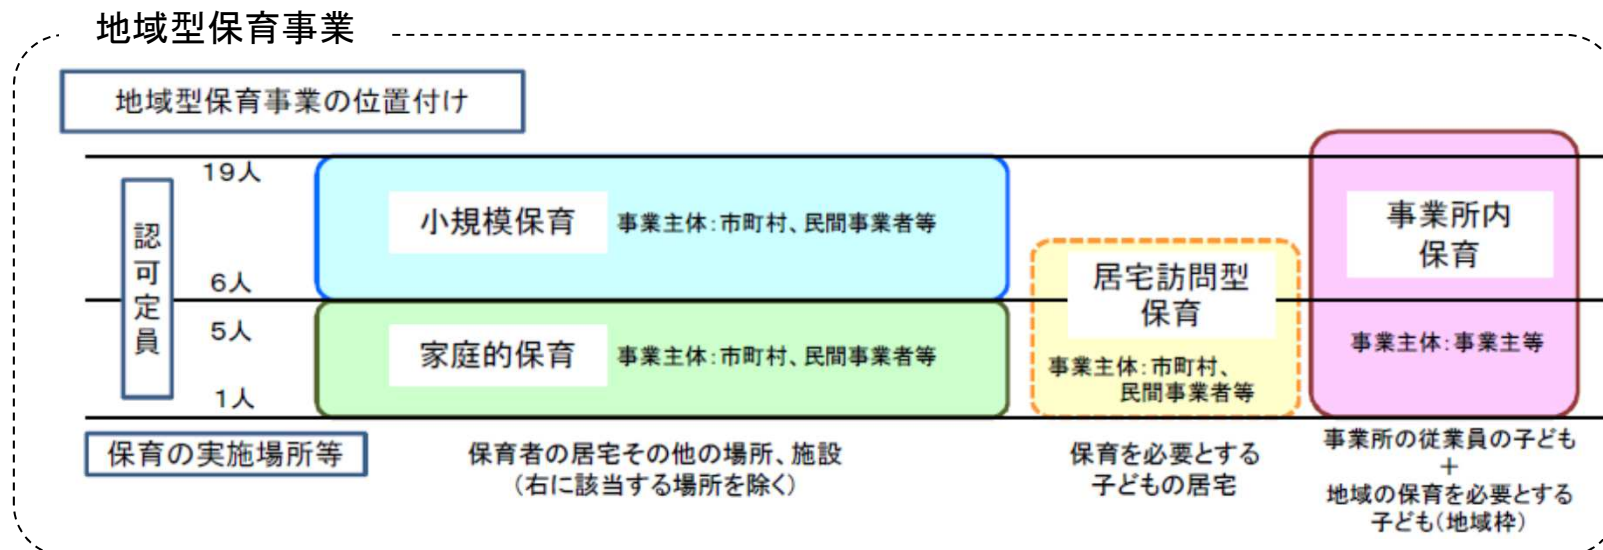 地域型保育事業
地域型保育事業の位置付け
認可定員
19人
6人
5人
1人
小規模保育
事業主体:市町村、民間事業者等
家庭的保育
事業主体:市町村、民間事業者等
居宅訪問型
保育
事業主体:市町村、
民間事業者等
事業所内
保育
事業主体:事業主等
保育の実施場所等
保育者の居宅その他の場所、施設
(右に該当する場所を除く)
保育を必要とする
子どもの居宅
事業所の従業員の子ども
+
地域の保育を必要とする
子ども(地域枠)